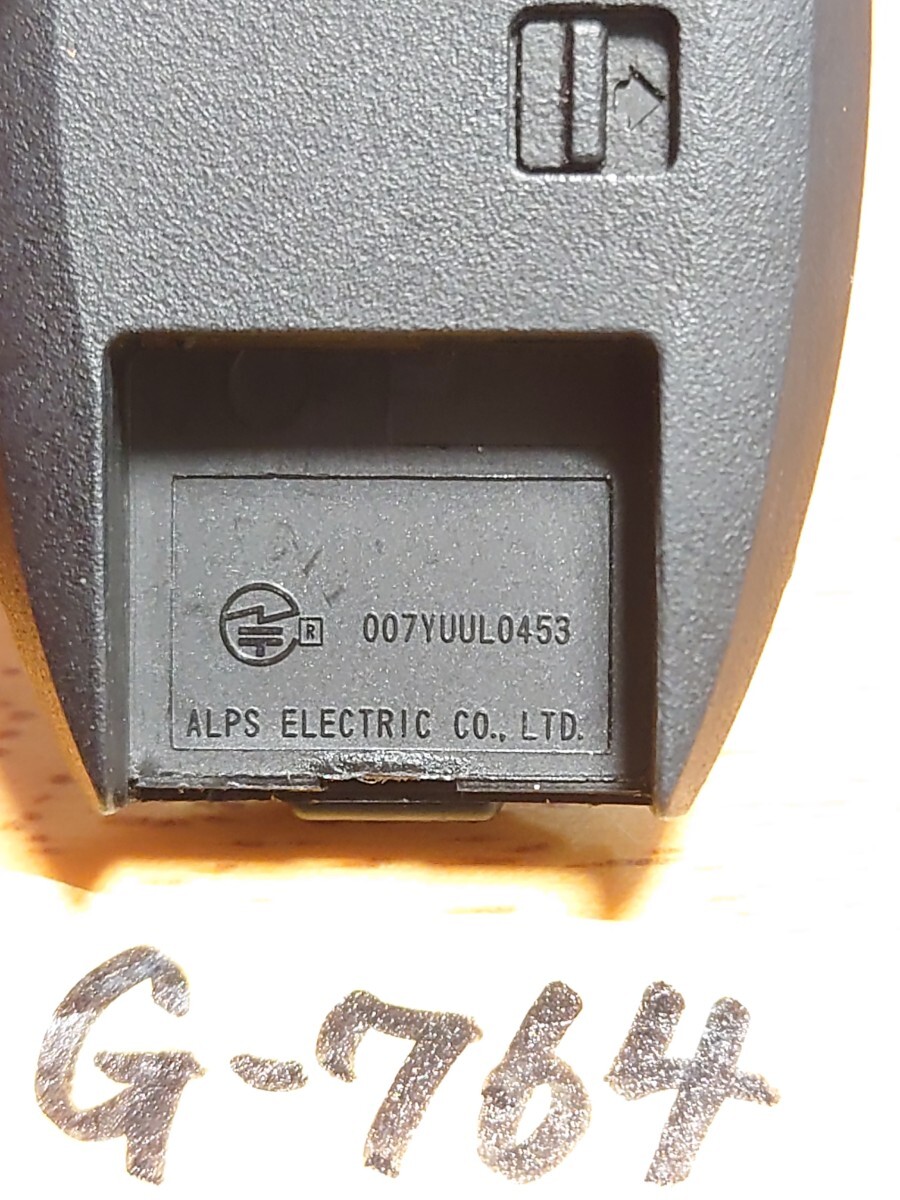 R 007YUUL0453
ALPS ELECTRIC CO., LTD.
G-764